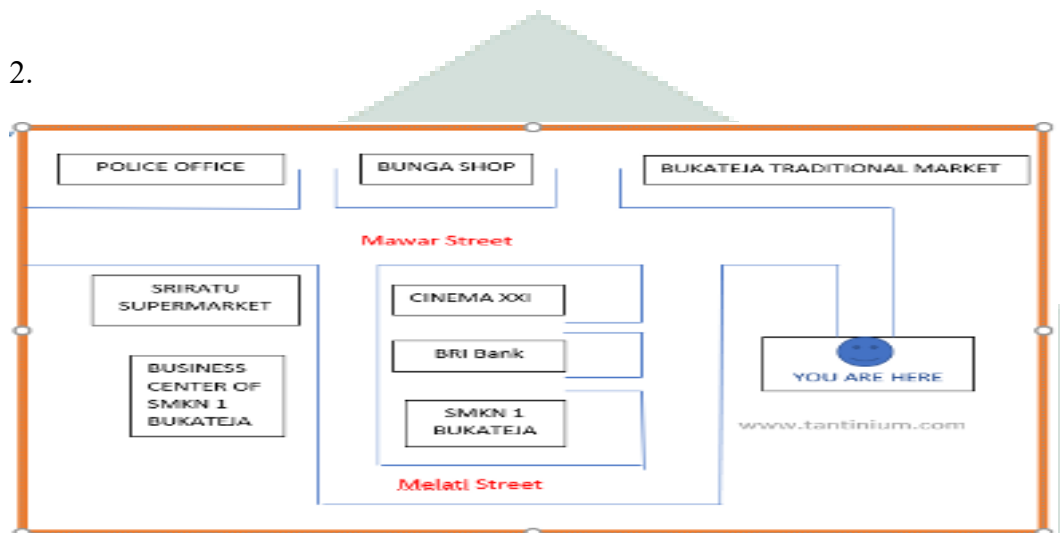 2.
POLICE OFFICE
BUNGA SHOP
BUKATEJA TRADITIONAL MARKET
Mawar Street
SRIRATU
SUPERMARKET
CINEMA XXI
BRI Bank
YOU ARE HERE
BUSINESS
CENTER OF
SMKN 1
BUKATEJA
SMKN 1
BUKATEJA
www.tantinium.com
Melati Street